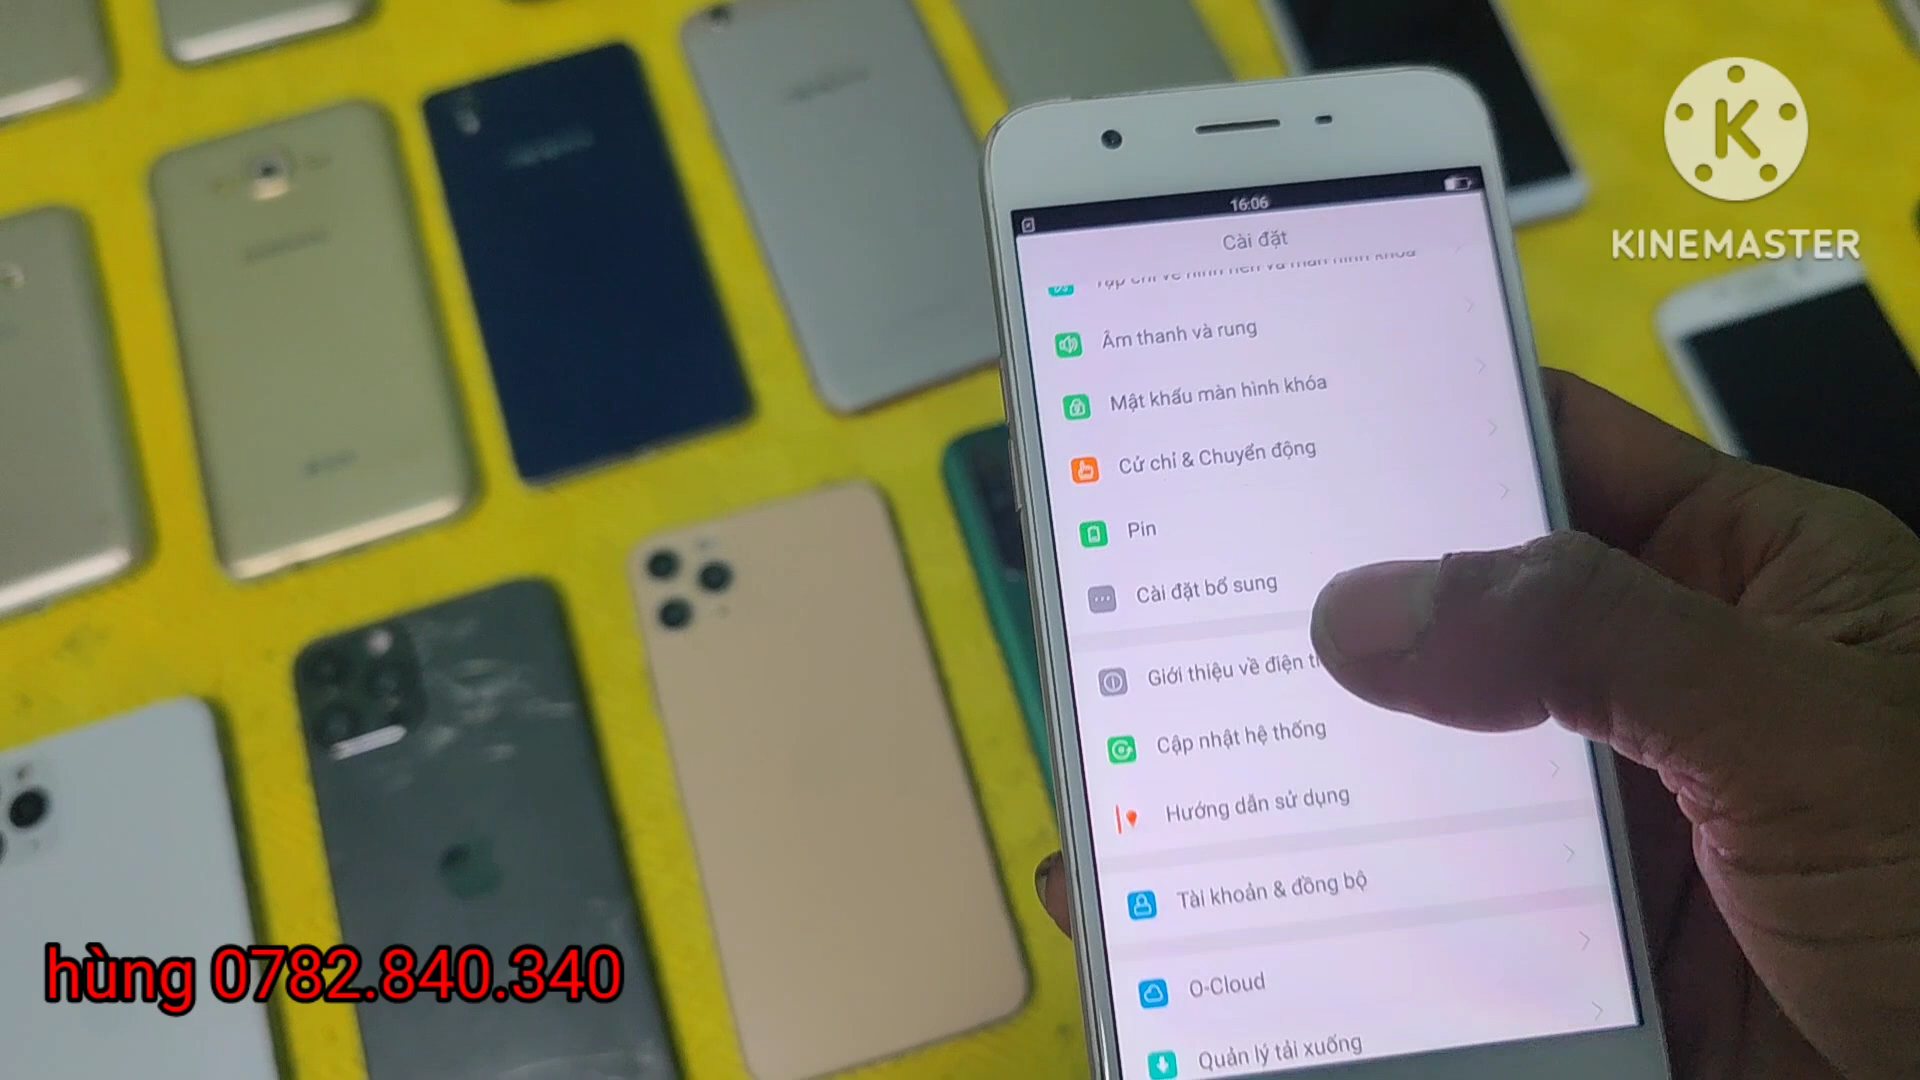 16:06
Cài đặt
Âm thanh và rung
Mật khẩu màn hình khóa
Cử chỉ & Chuyển động
Pin
Cài đặt bổ sung
Giới thiệu về điện
Cập nhật hệ thống
Hướng dẫn sử dụng
Tài khoản & đồng bộ
O-Cloud
Quản lý tải xuống
K
KINEMASTER
hùng 0782.840.340